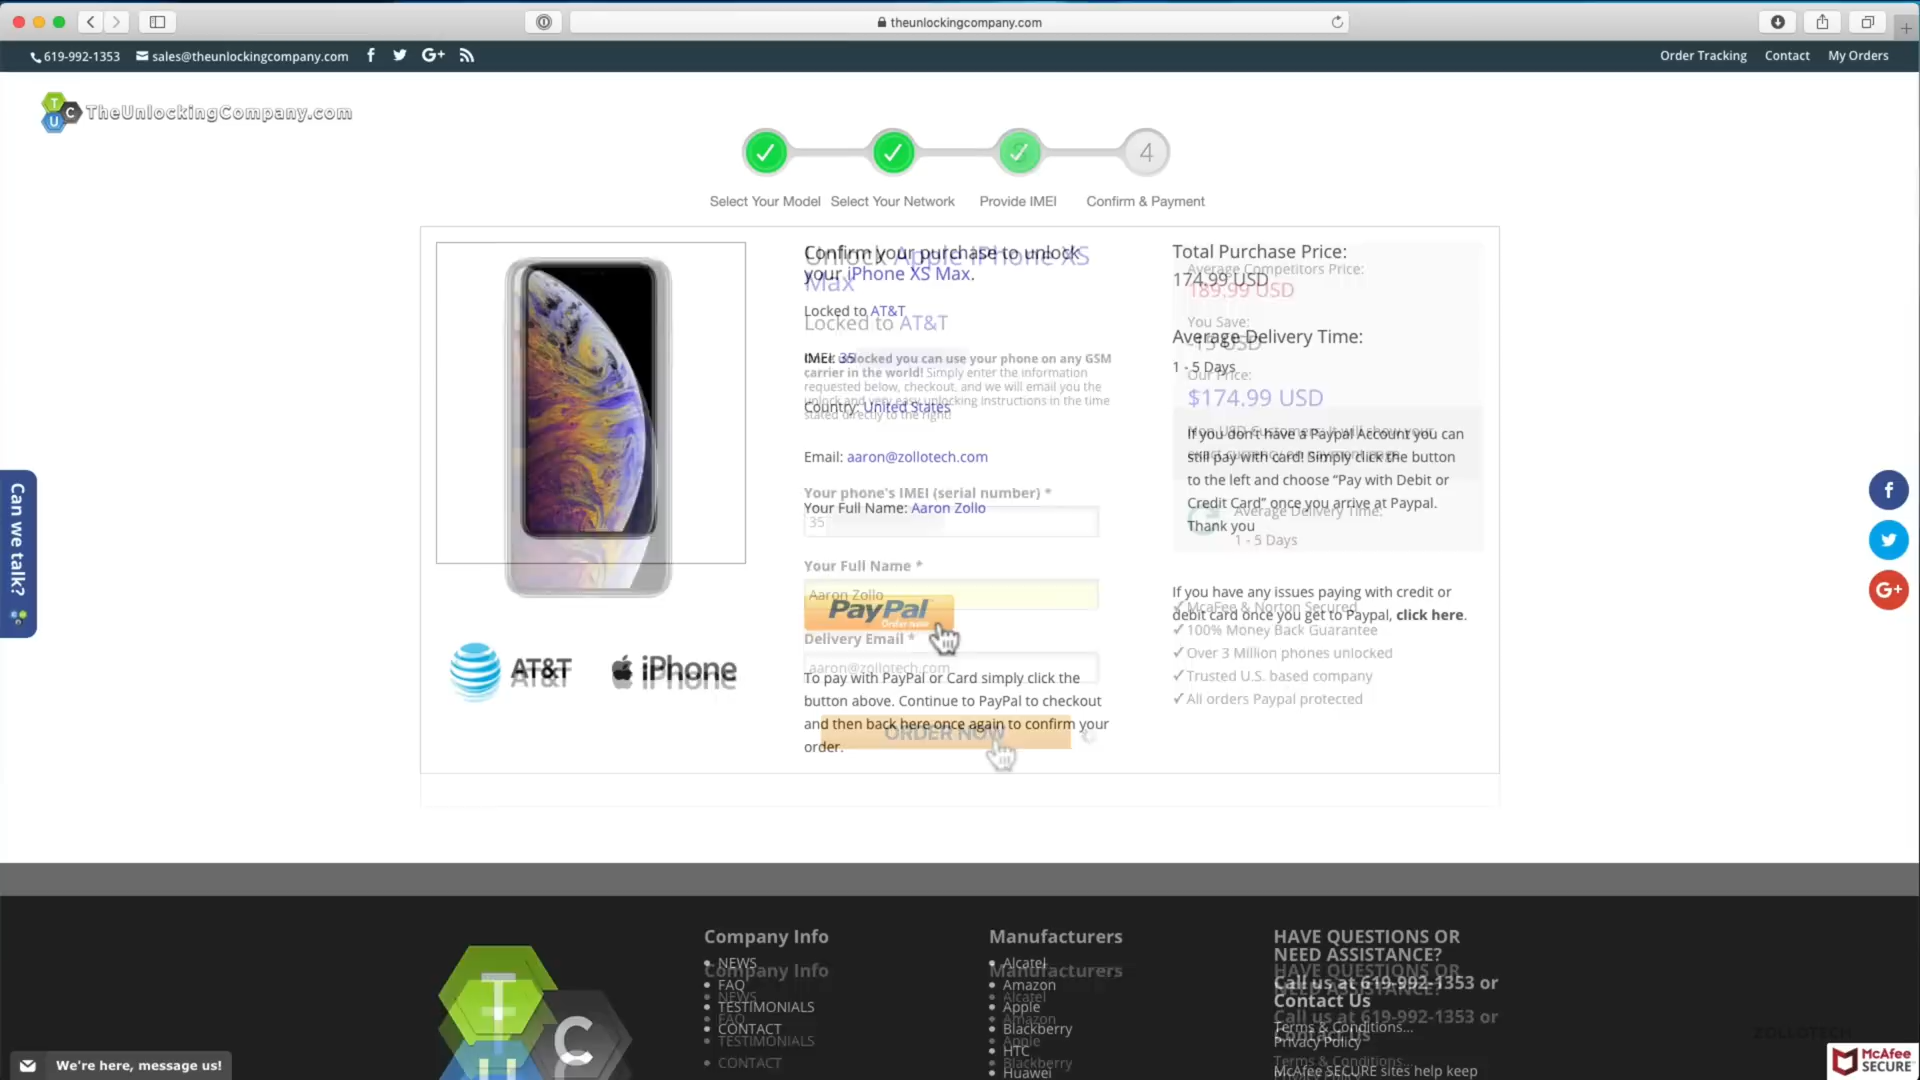 theunlockingcompany.com
619-992-1353
sales@theunlockingcompany.com
G+
Order Tracking
Contact
My Orders
T
C
U
TheUnlockingCompany.com
4
Select Your Model
Select Your Network
Provide IMEI
Confirm & Payment
Confirm your purchase to unlock
your iPhone XS Max.
Unlock Apple iPhone XS
Max
Locked to AT&T
Locked to AT&T
IMEI: 35
Once unlocked you can use your phone on any GSM
carrier in the world! Simply enter the information
requested below, checkout, and we will email you the
unlock and very easy unlocking instructions in the time
stated directly to the right!
Country: United States
Email: aaron@zollotech.com
Your phone's IMEI (serial number) *
Your Full Name: Aaron Zollo
35
Your Full Name *
Aaron Zollo
PayPal
Order now
Delivery Email *
aaron@zollotech.com
To pay with PayPal or Card simply click the
button above. Continue to PayPal to checkout
and then back here once again to confirm your
order.
ORDER NOW
Total Purchase Price:
174.99 USD
Average Competitors Price:
189.99 USD
You Save:
-15 USD
Average Delivery Time:
1 - 5 Days
Our Price:
$174.99 USD
If you don't have a Paypal Account you can
still pay with card! Simply click the button
to the left and choose “Pay with Debit or
Credit Card” once you arrive at Paypal.
Thank you
Average Delivery Time:
1 - 5 Days
If you have any issues paying with credit or
debit card once you get to Paypal, click here.
McAfee & Norton Secured
100% Money Back Guarantee
Over 3 Million phones unlocked
Trusted U.S. based company
All orders Paypal protected
AT&T
iPhone
Can we talk?
G+
T
C
U
Company Info
NEWS
FAQ
TESTIMONIALS
CONTACT
Company Info
NEWS
FAQ
TESTIMONIALS
CONTACT
Manufacturers
Alcatel
Amazon
Apple
Blackberry
HTC
Huawei
Manufacturers
Alcatel
Amazon
Apple
Blackberry
HAVE QUESTIONS OR
NEED ASSISTANCE?
Call us at 619-992-1353 or
Contact Us
Terms & Conditions...
Privacy Policy
McAfee SECURE sites help keep
HAVE QUESTIONS OR
NEED ASSISTANCE?
Call us at 619-992-1353 or
Contact Us
Terms & Conditions...
We're here, message us!
ZOLLOTECH
McAfee
SECURE